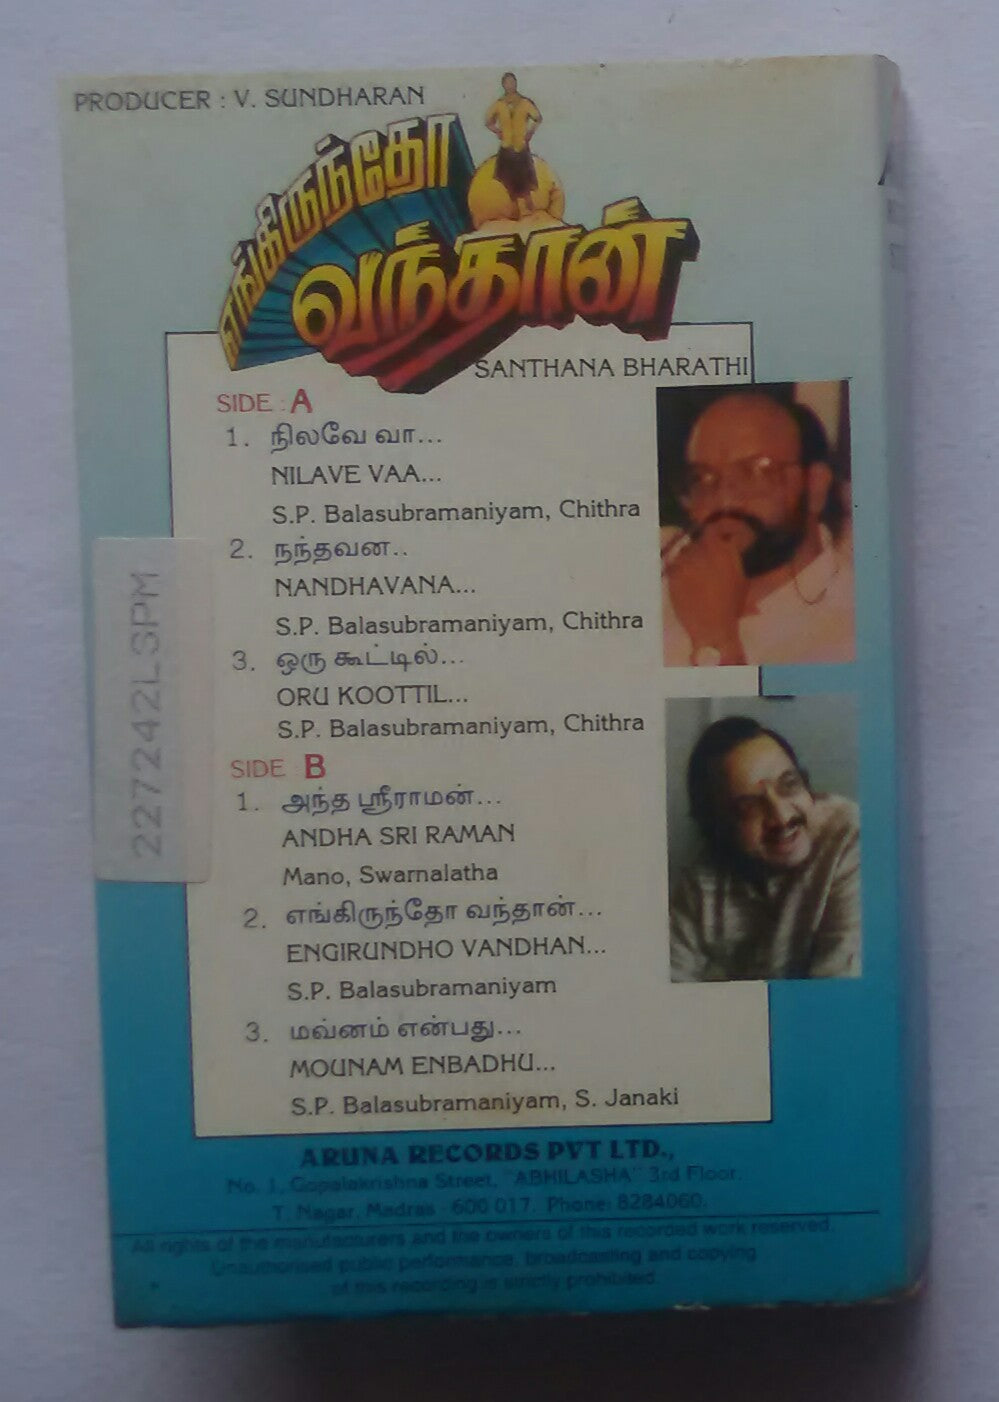 PRODUCER : V. SUNDHARAN
எங்கிருந்தோ
வந்தான்
SANTHANA BHARATHI
SIDE : A
1. நிலவே வா...
NILAVE VAA...
S.P. Balasubramaniyam, Chithra
2. நந்தவன..
NANDHAVANA...
S.P. Balasubramaniyam, Chithra
3. ஒரு கூட்டில்...
ORU KOOTTIL...
S.P. Balasubramaniyam, Chithra
SIDE : B
1. அந்த ஸ்ரீராமன்...
ANDHA SRI RAMAN
Mano, Swarnalatha
2. எங்கிருந்தோ வந்தான்...
ENGIRUNDHO VANDHAN...
S.P. Balasubramaniyam
3. மவ்னம் என்பது...
MOUNAM ENBADHU...
S.P. Balasubramaniyam, S. Janaki
ARUNA RECORDS PVT LTD.,
No. 1, Gopalakrishna Street, "ABHILASHA" 3rd Floor,
T. Nagar, Madras - 600 017. Phone: 8284060.
All rights of the manufacturers and the owners of this recorded work reserved.
Unauthorised public performance, broadcasting and copying
of this recording is strictly prohibited.
227242L3PM